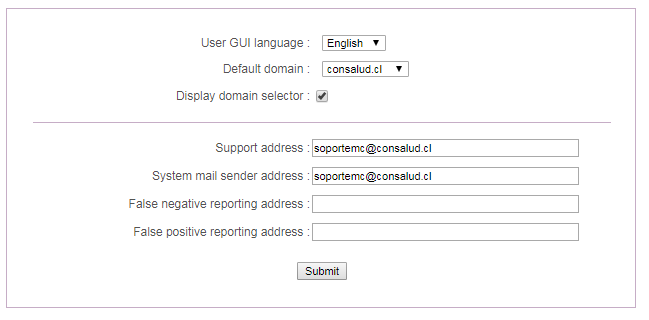 User GUI language : English
Default domain : consalud.cl
Display domain selector :
Support address : soportemc@consalud.cl
System mail sender address : soportemc@consalud.cl
False negative reporting address :
False positive reporting address :
Submit